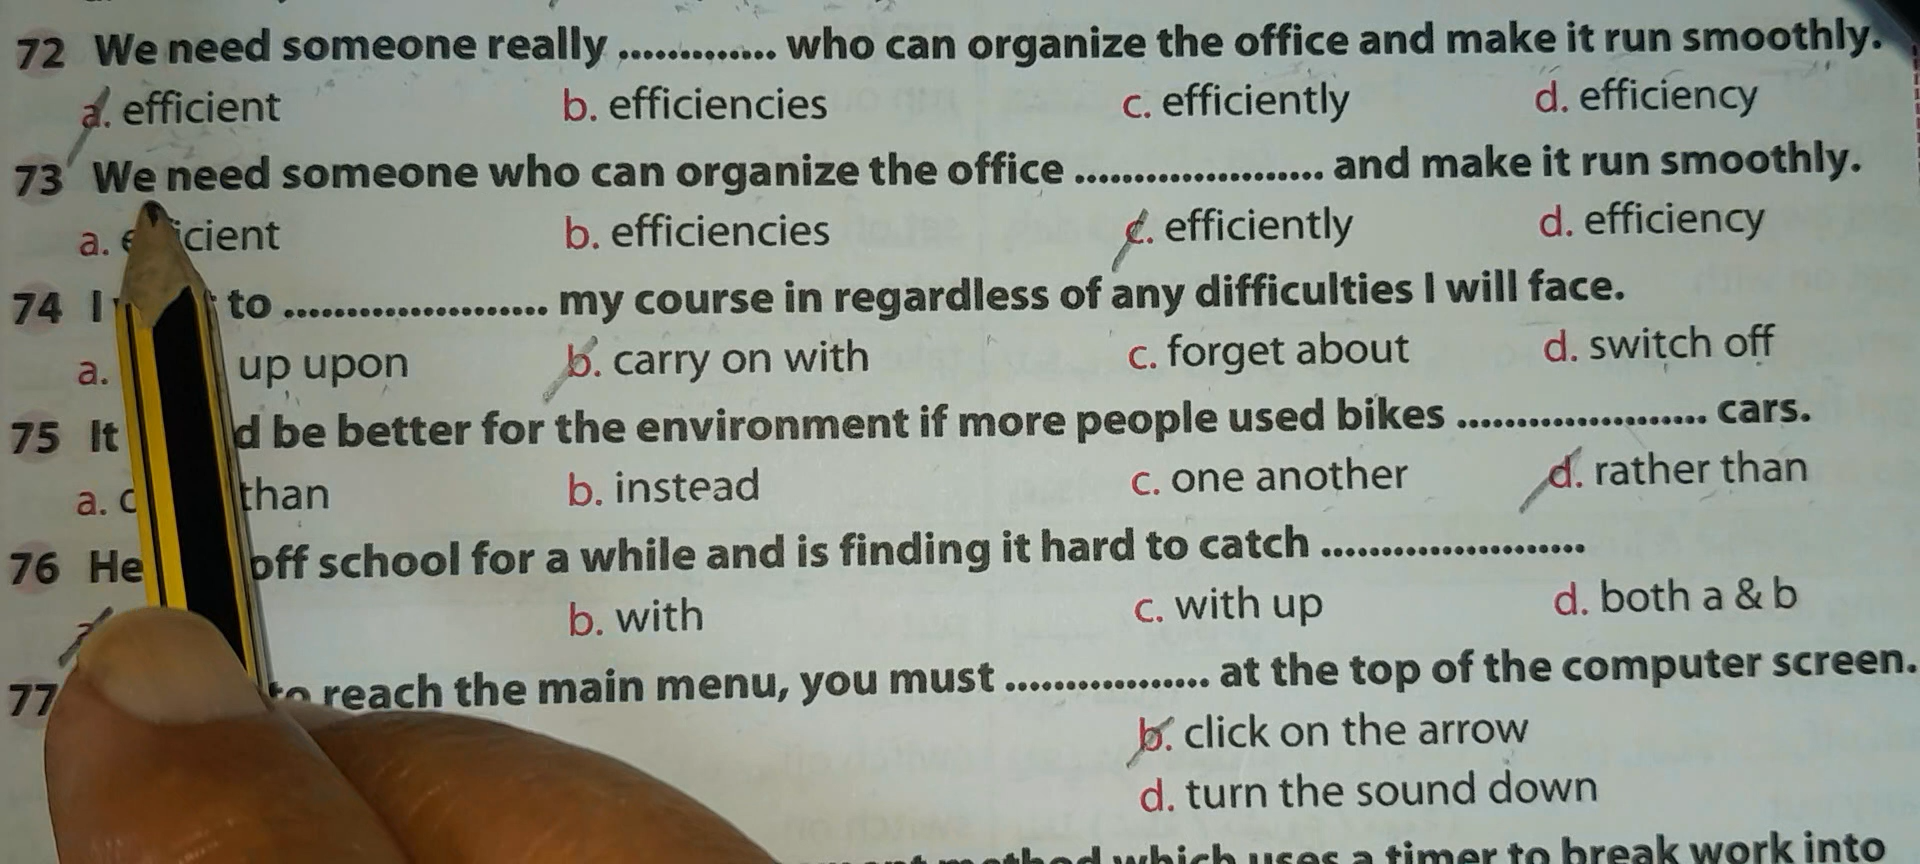 72 We need someone really ............. who can organize the office and make it run smoothly.
a. efficient b. efficiencies c. efficiently d. efficiency
73 We need someone who can organize the office ..................... and make it run smoothly.
a. b. efficiencies c. efficiently d. efficiency
74 I to ..................... my course in regardless of any difficulties I will face.
a. up upon b. carry on with c. forget about d. switch off
75 It be better for the environment if more people used bikes ..................... cars.
a. than b. instead c. one another d. rather than
76 He off school for a while and is finding it hard to catch ......................
b. with c. with up d. both a & b
77 to reach the main menu, you must ................. at the top of the computer screen.
b. click on the arrow
d. turn the sound down
which uses a timer to break work into